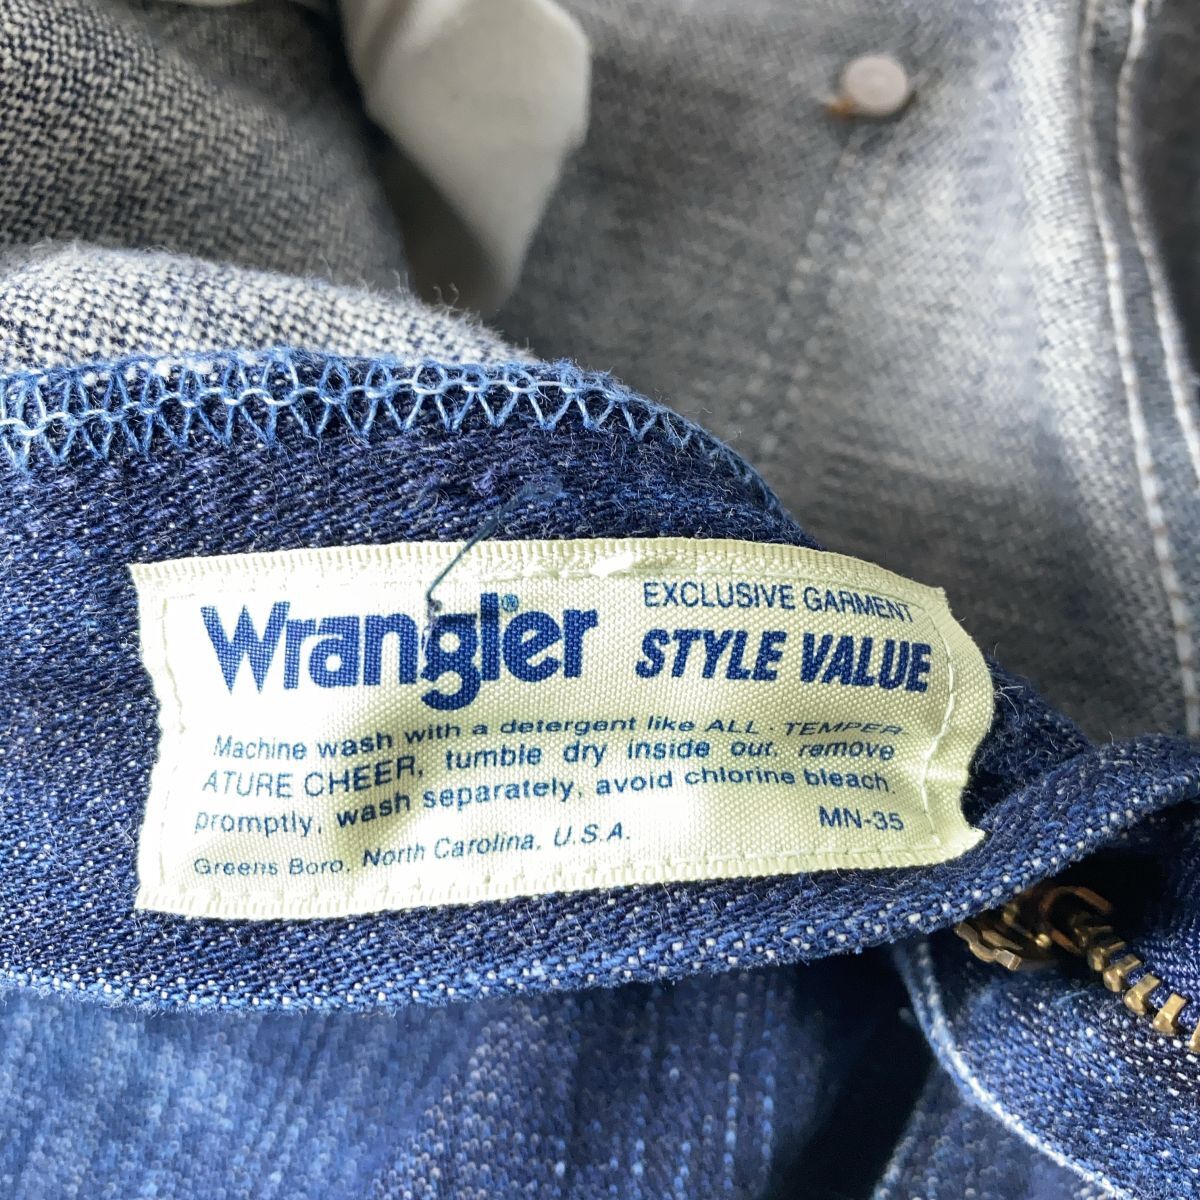 Wrangler®
EXCLUSIVE GARMENT
STYLE VALUE
Machine wash with a detergent like ALL-TEMPER
ATURE CHEER, tumble dry inside out, remove
promptly, wash separately, avoid chlorine bleach.
MN-35
Greens Boro, North Carolina, U.S.A.